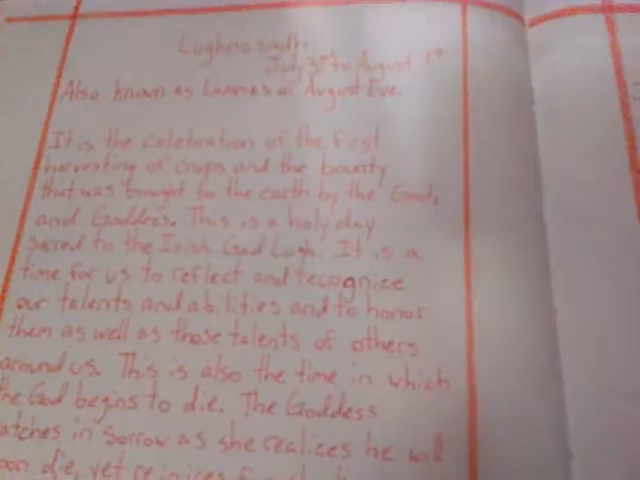 Lughnasadh
July 31st to August 1st
Also known as Lammas or August Eve
It is the celebration of the first
harvesting of crops and the bounty
that was brought to the earth by the God,
and Goddess. This is a holy day
sacred to the Irish God Lugh. It is a
time for us to reflect and recognize
our talents and abilities and to honor
them as well as those talents of others
around us. This is also the time in which
the God begins to die. The Goddess
atches in sorrow as she realizes he will
oon die, yet rejoices